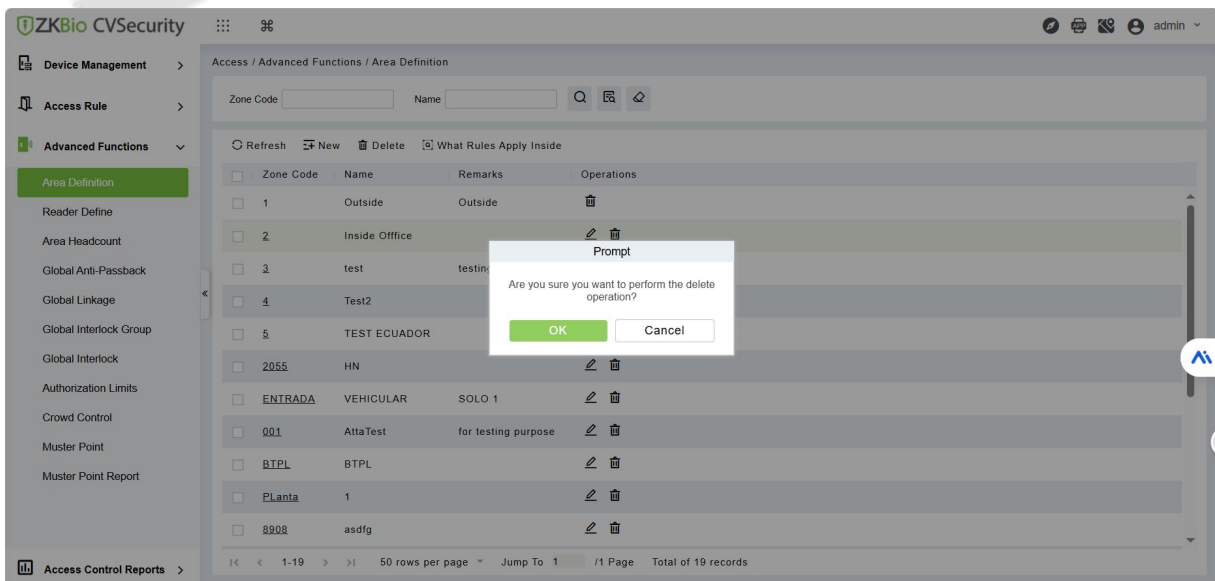 ZKBio CVSecurity
admin
Device Management
Access Rule
Advanced Functions
Area Definition
Reader Define
Area Headcount
Global Anti-Passback
Global Linkage
Global Interlock Group
Global Interlock
Authorization Limits
Crowd Control
Muster Point
Muster Point Report
Access Control Reports
Access / Advanced Functions / Area Definition
Zone Code Name
Refresh New Delete What Rules Apply Inside
Zone Code Name Remarks Operations
1 Outside Outside
2 Inside Offfice
3 test testing
4 Test2
5 TEST ECUADOR
2055 HN
ENTRADA VEHICULAR SOLO 1
001 AttaTest for testing purpose
BTPL BTPL
PLanta 1
8908 asdfg
1-19 50 rows per page Jump To 1 /1 Page Total of 19 records
Prompt
Are you sure you want to perform the delete
operation?
OK Cancel